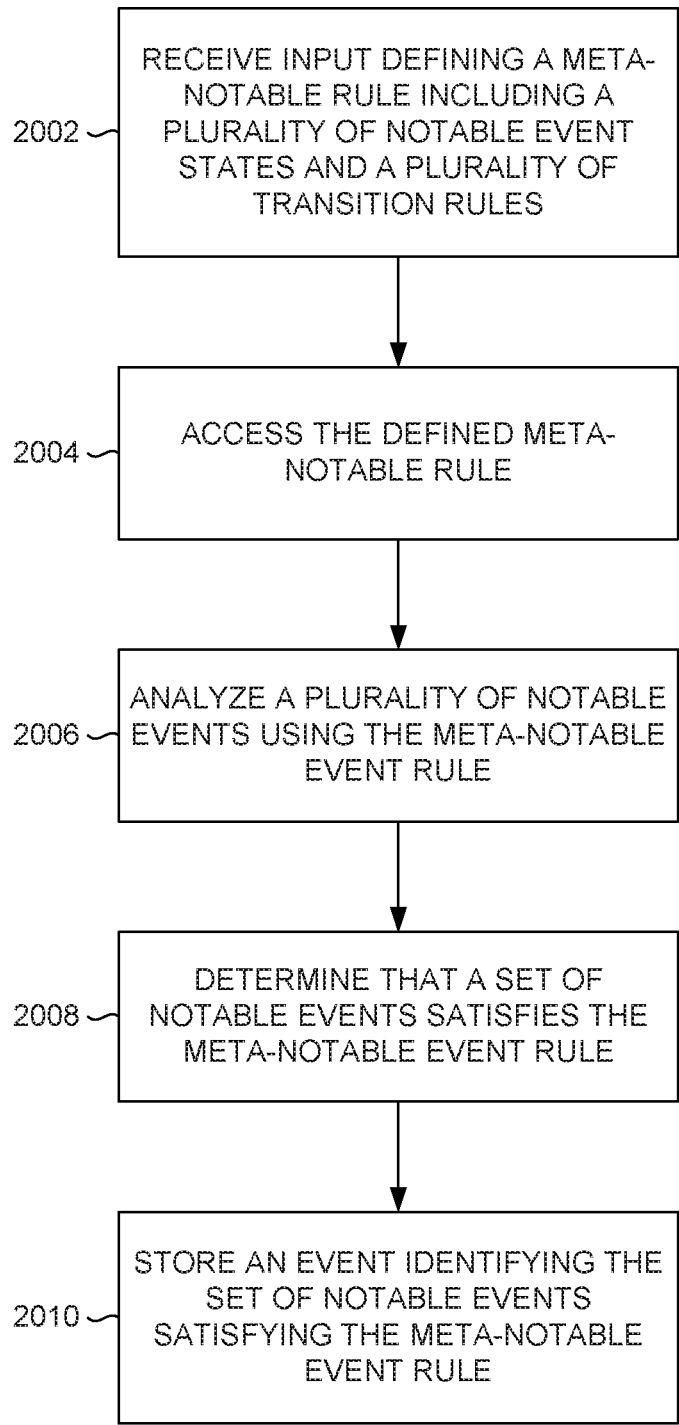 RECEIVE INPUT DEFINING A META-
NOTABLE RULE INCLUDING A
2002
PLURALITY OF NOTABLE EVENT
STATES AND A PLURALITY OF
TRANSITION RULES
2004
ACCESS THE DEFINED META-
NOTABLE RULE
ANALYZE A PLURALITY OF NOTABLE
2006
EVENTS USING THE META-NOTABLE
EVENT RULE
DETERMINE THAT A SET OF
2008
NOTABLE EVENTS SATISFIES THE
META-NOTABLE EVENT RULE
STORE AN EVENT IDENTIFYING THE
SET OF NOTABLE EVENTS
2010
SATISFYING THE META-NOTABLE
EVENT RULE